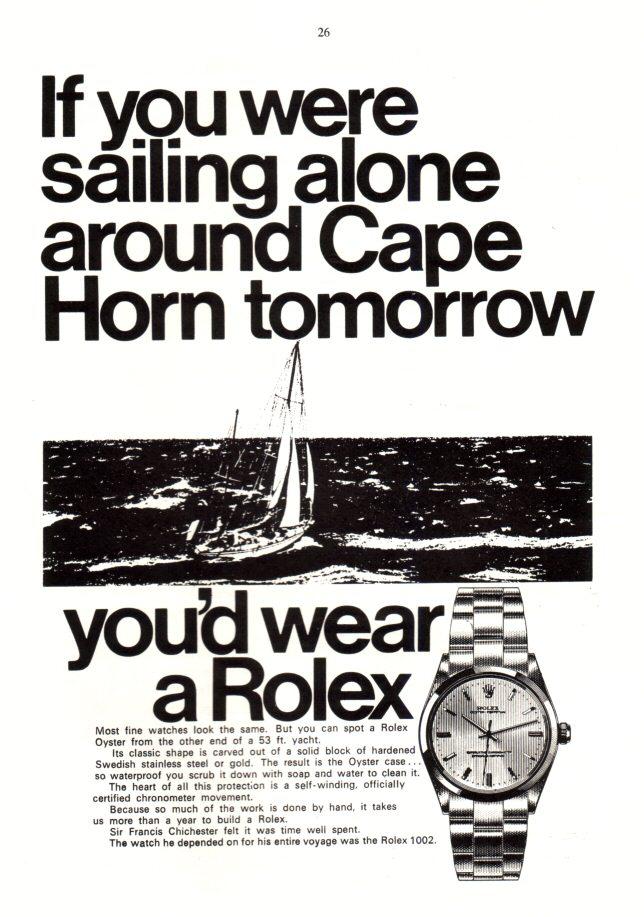 26
If you were
sailing alone
around Cape
Horn tomorrow
you'd wear
a Rolex
Most fine watches look the same. But you can spot a Rolex
Oyster from the other end of a 53 ft. yacht.
Its classic shape is carved out of a solid block of hardened
Swedish stainless steel or gold. The result is the Oyster case...
so waterproof you scrub it down with soap and water to clean it.
The heart of all this protection is a self-winding, officially
certified chronometer movement.
Because so much of the work is done by hand, it takes
us more than a year to build a Rolex.
Sir Francis Chichester felt it was time well spent.
The watch he depended on for his entire voyage was the Rolex 1002.
ROLEX